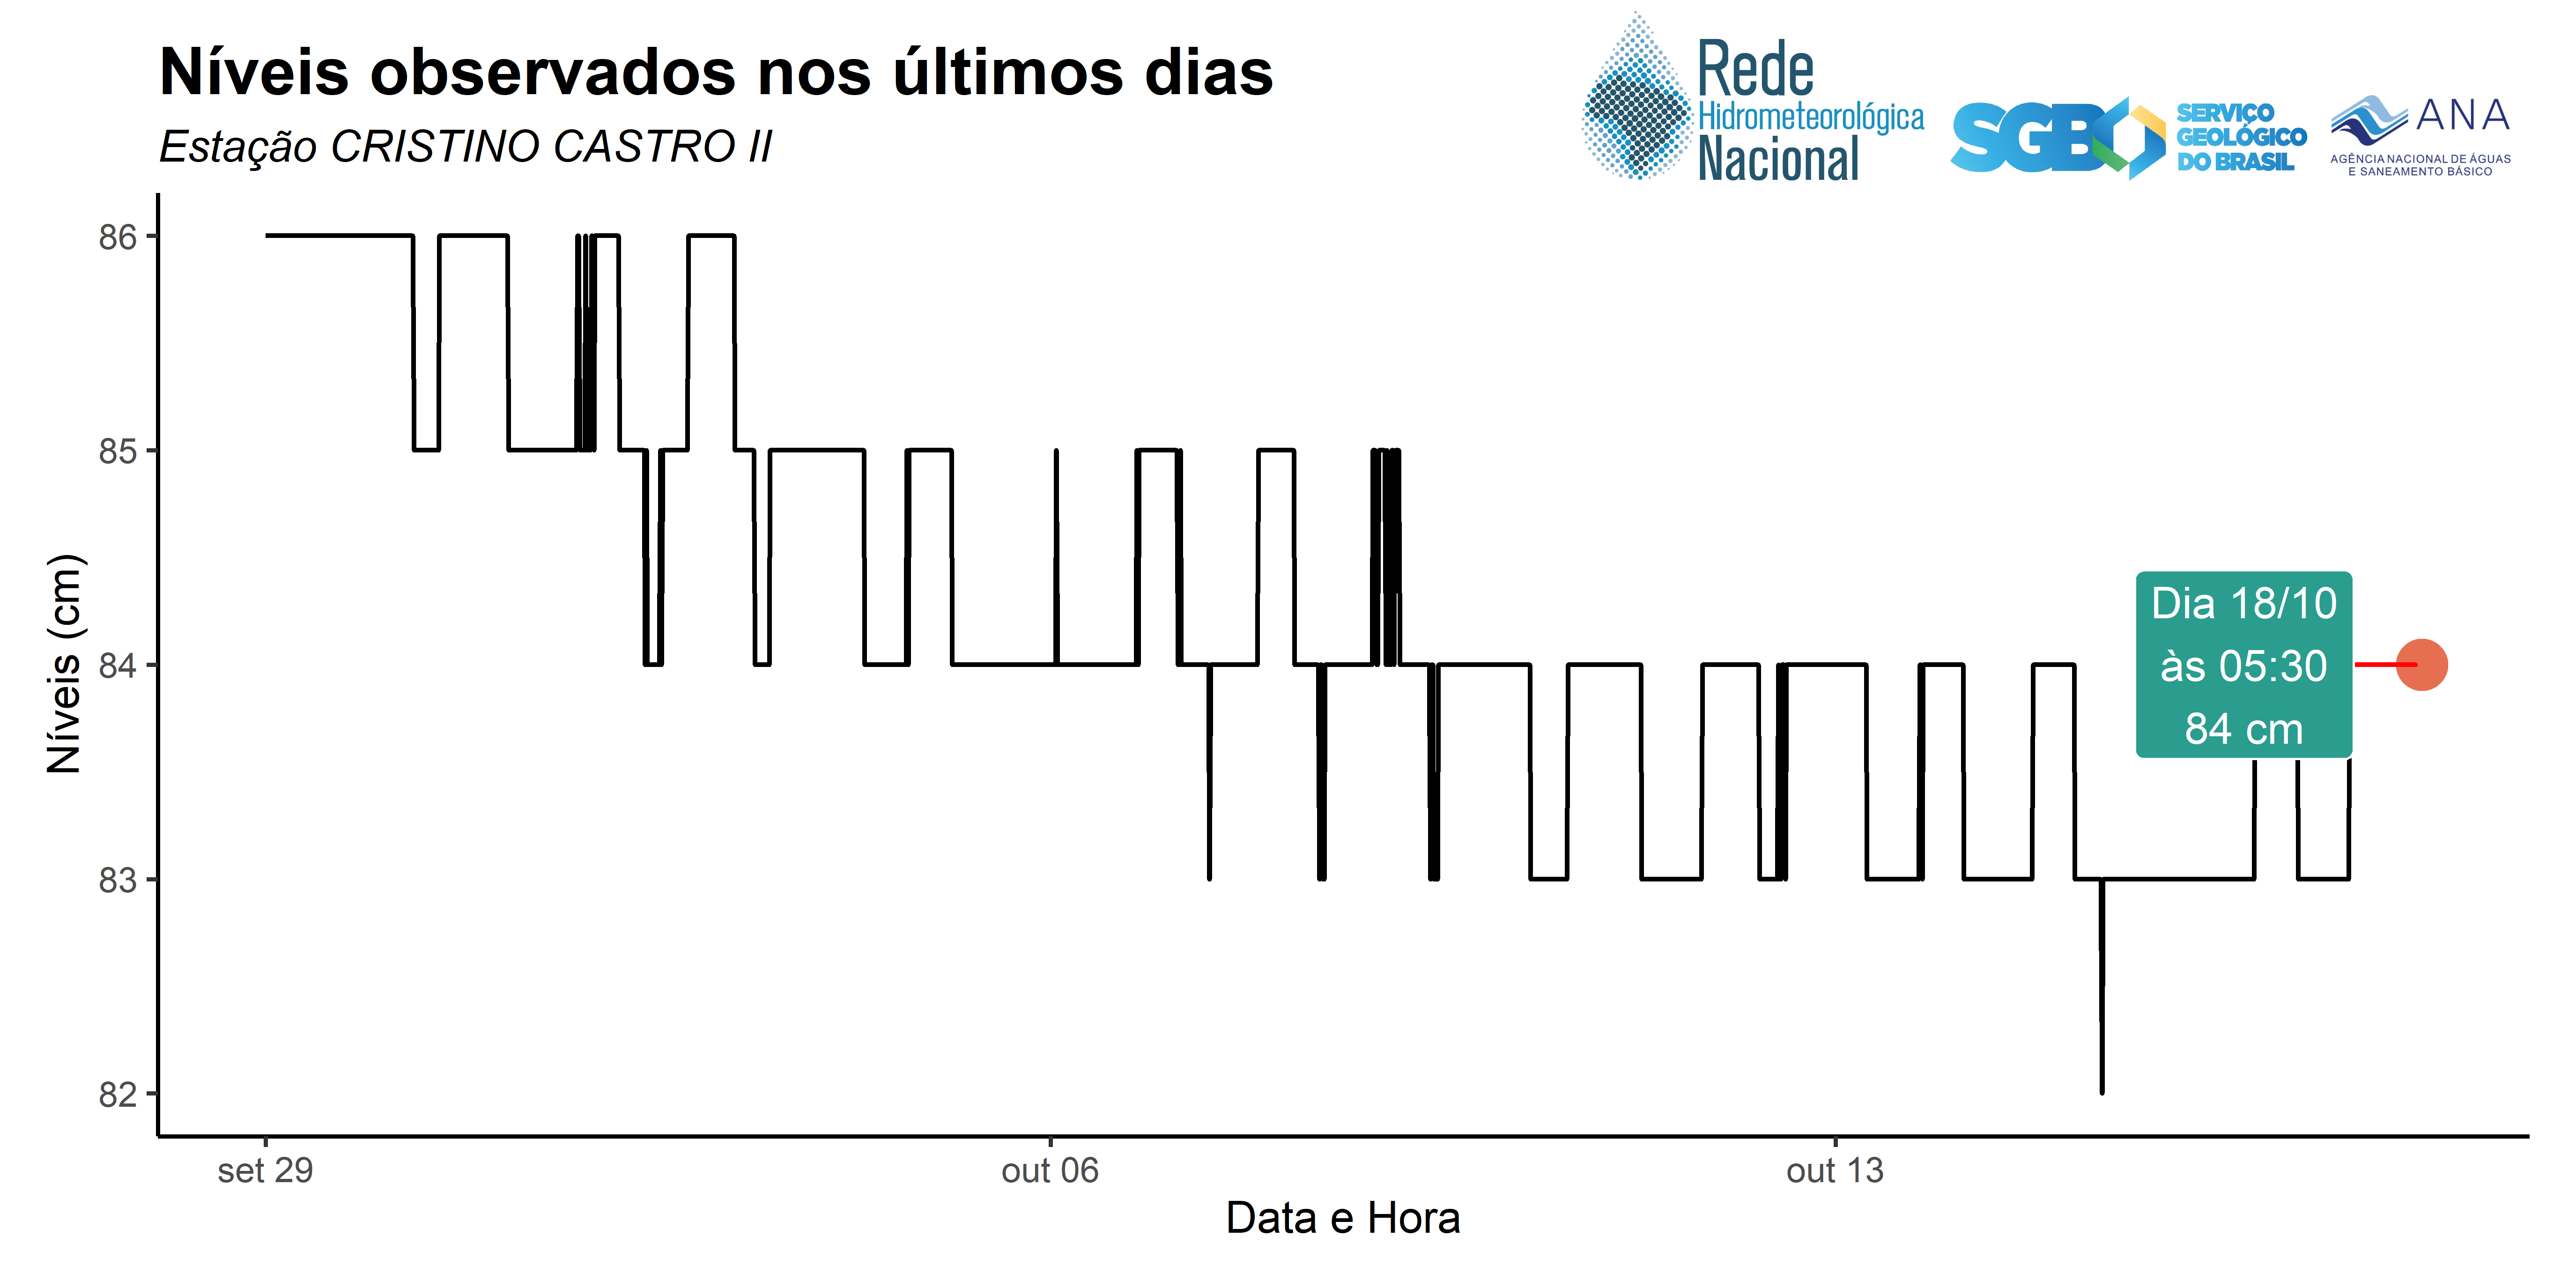 Níveis observados nos últimos dias
Estação CRISTINO CASTRO II
Rede
Hidrometeorológica
Nacional
SGB
SERVIÇO
GEOLÓGICO
DO BRASIL
ANA
AGÊNCIA NACIONAL DE ÁGUAS
E SANEAMENTO BÁSICO
Níveis (cm)
86
85
84
83
82
Dia 18/10
às 05:30
84 cm
set 29
out 06
out 13
Data e Hora